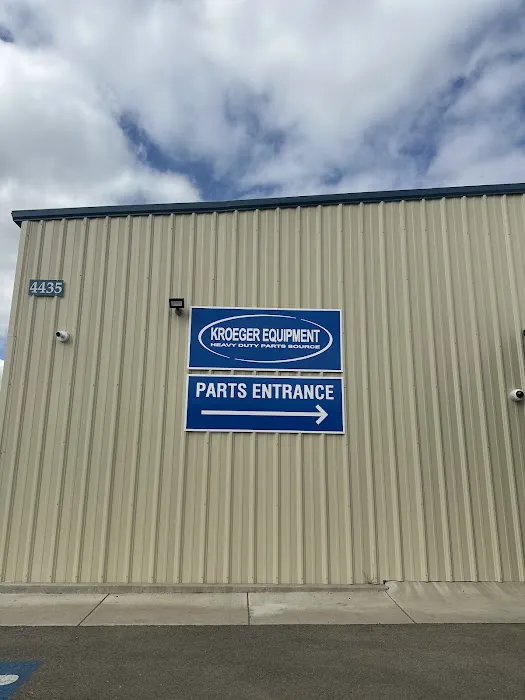 4435
KROEGER EQUIPMENT
HEAVY DUTY PARTS SOURCE
PARTS ENTRANCE